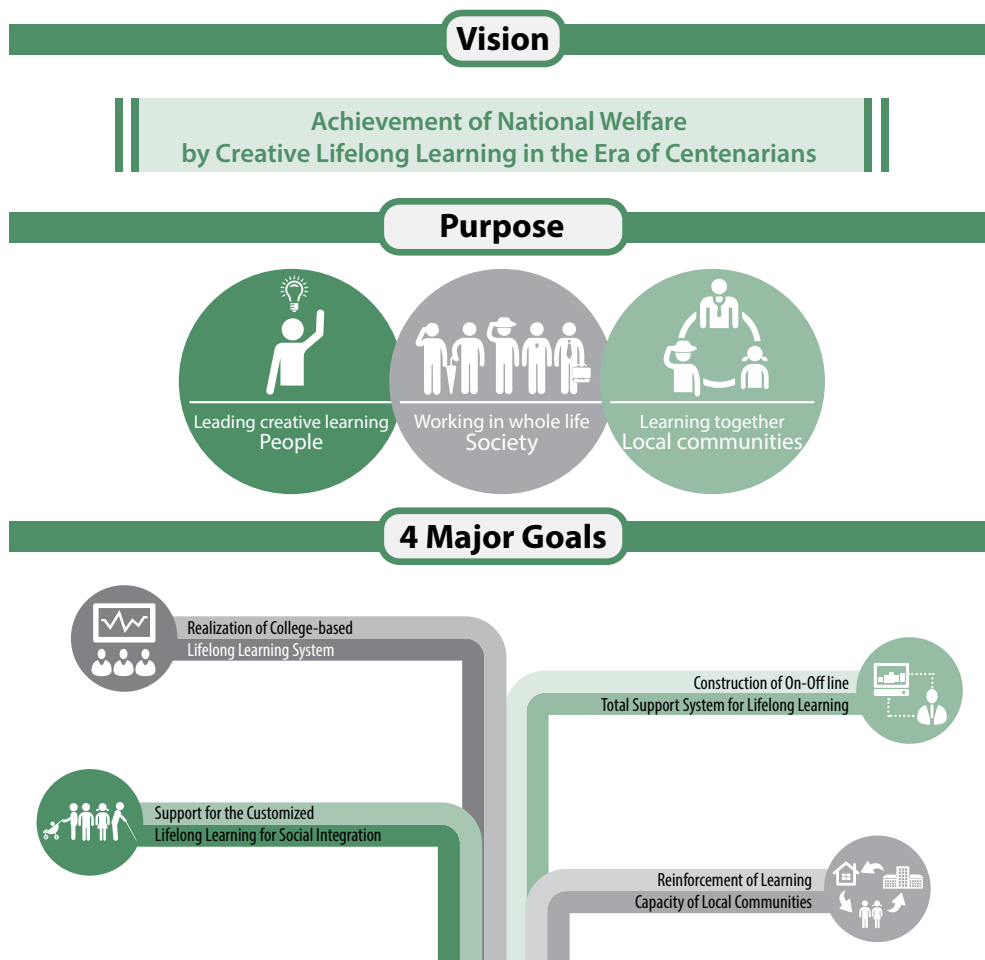 Vision
Achievement of National Welfare
by Creative Lifelong Learning in the Era of Centenarians
Purpose
Leading creative learning
People
Working in whole life
Society
Learning together
Local communities
4 Major Goals
Realization of College-based
Lifelong Learning System
Construction of On-Off line
Total Support System for Lifelong Learning
Support for the Customized
Lifelong Learning for Social Integration
Reinforcement of Learning
Capacity of Local Communities